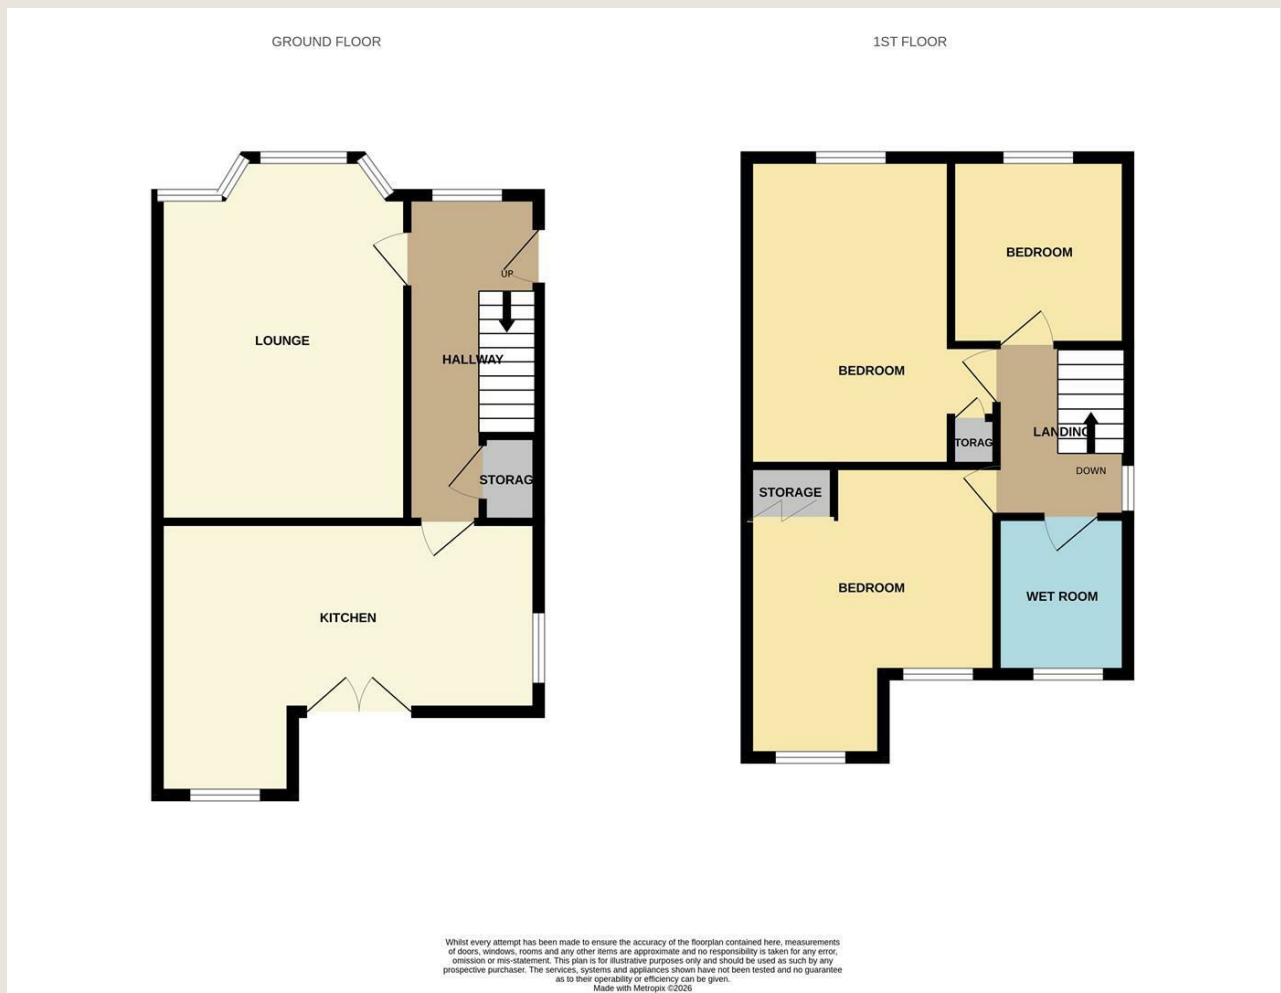 GROUND FLOOR
1ST FLOOR
LOUNGE
UP
HALLWAY
STORAG
KITCHEN
BEDROOM
BEDROOM
TORAG
LANDING
DOWN
STORAGE
BEDROOM
WET ROOM
Whilst every attempt has been made to ensure the accuracy of the floorplan contained here, measurements
of doors, windows, rooms and any other items are approximate and no responsibility is taken for any error,
omission or mis-statement. This plan is for illustrative purposes only and should be used as such by any
prospective purchaser. The services, systems and appliances shown have not been tested and no guarantee
as to their operability or efficiency can be given.
Made with Metropix ©2026